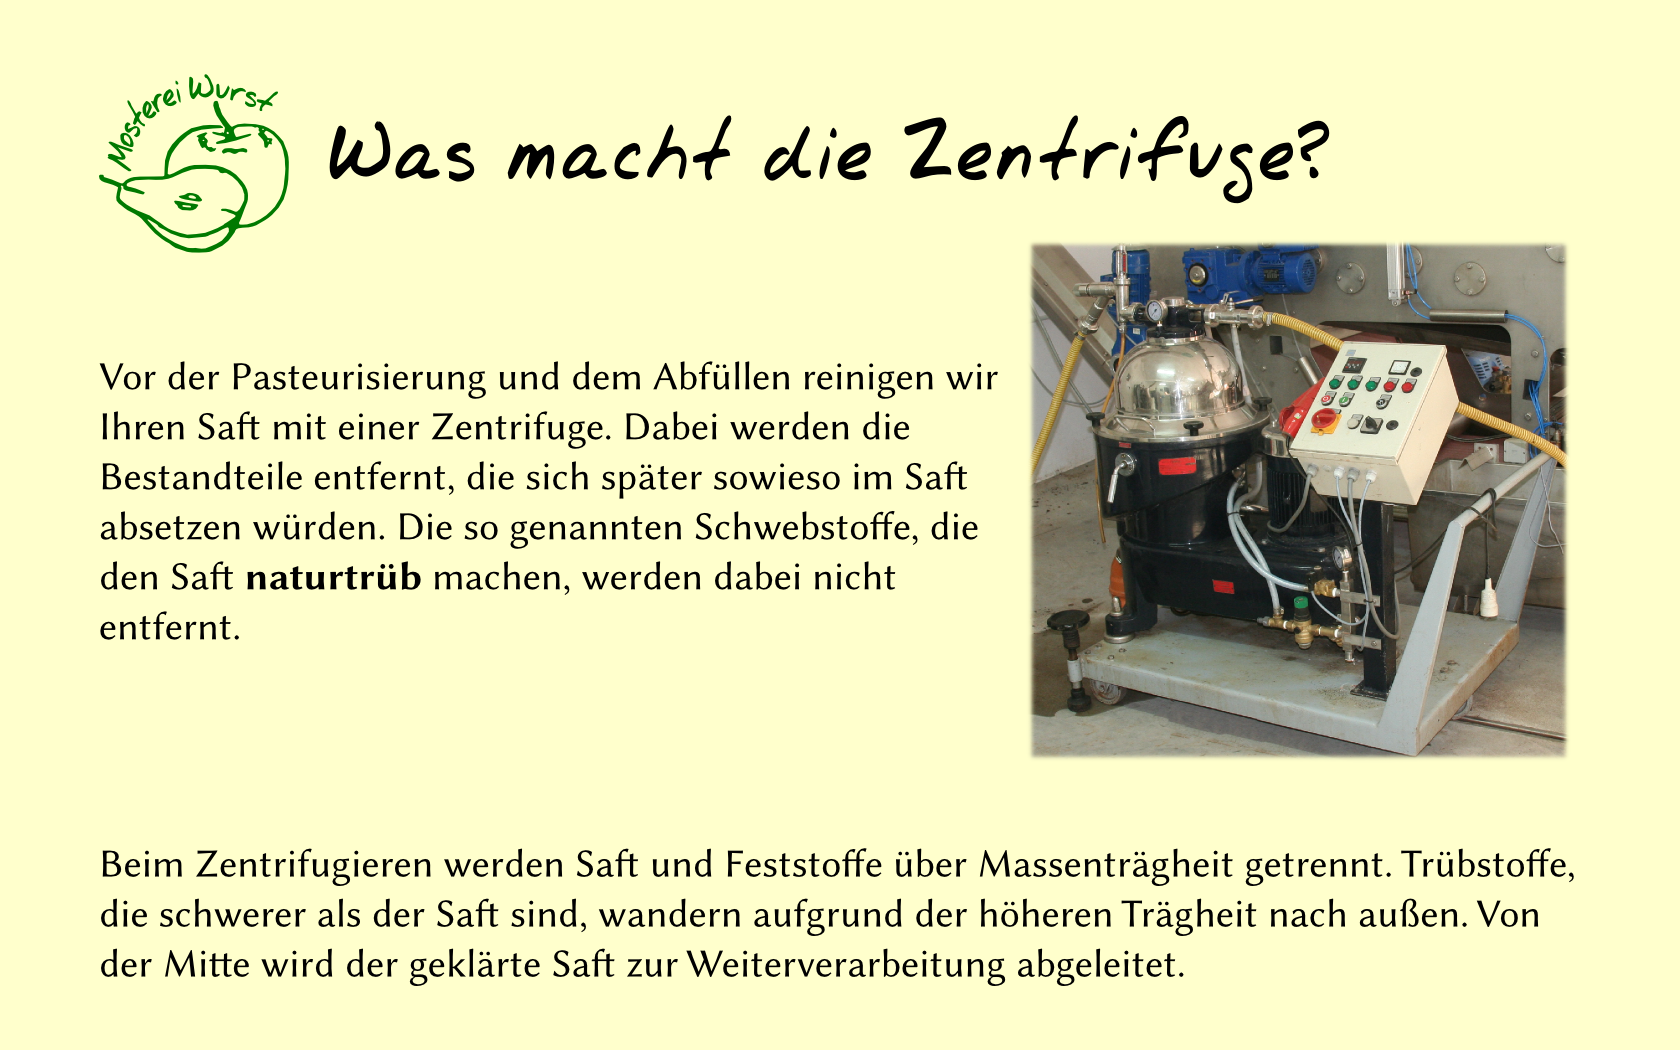 Mosterei Wurst
Was macht die Zentrifuge?
Vor der Pasteurisierung und dem Abfüllen reinigen wir
Ihren Saft mit einer Zentrifuge. Dabei werden die
Bestandteile entfernt, die sich später sowieso im Saft
absetzen würden. Die so genannten Schwebstoffe, die
den Saft naturtrüb machen, werden dabei nicht
entfernt.
Beim Zentrifugieren werden Saft und Feststoffe über Massenträgheit getrennt. Trübstoffe,
die schwerer als der Saft sind, wandern aufgrund der höheren Trägheit nach außen. Von
der Mitte wird der geklärte Saft zur Weiterverarbeitung abgeleitet.